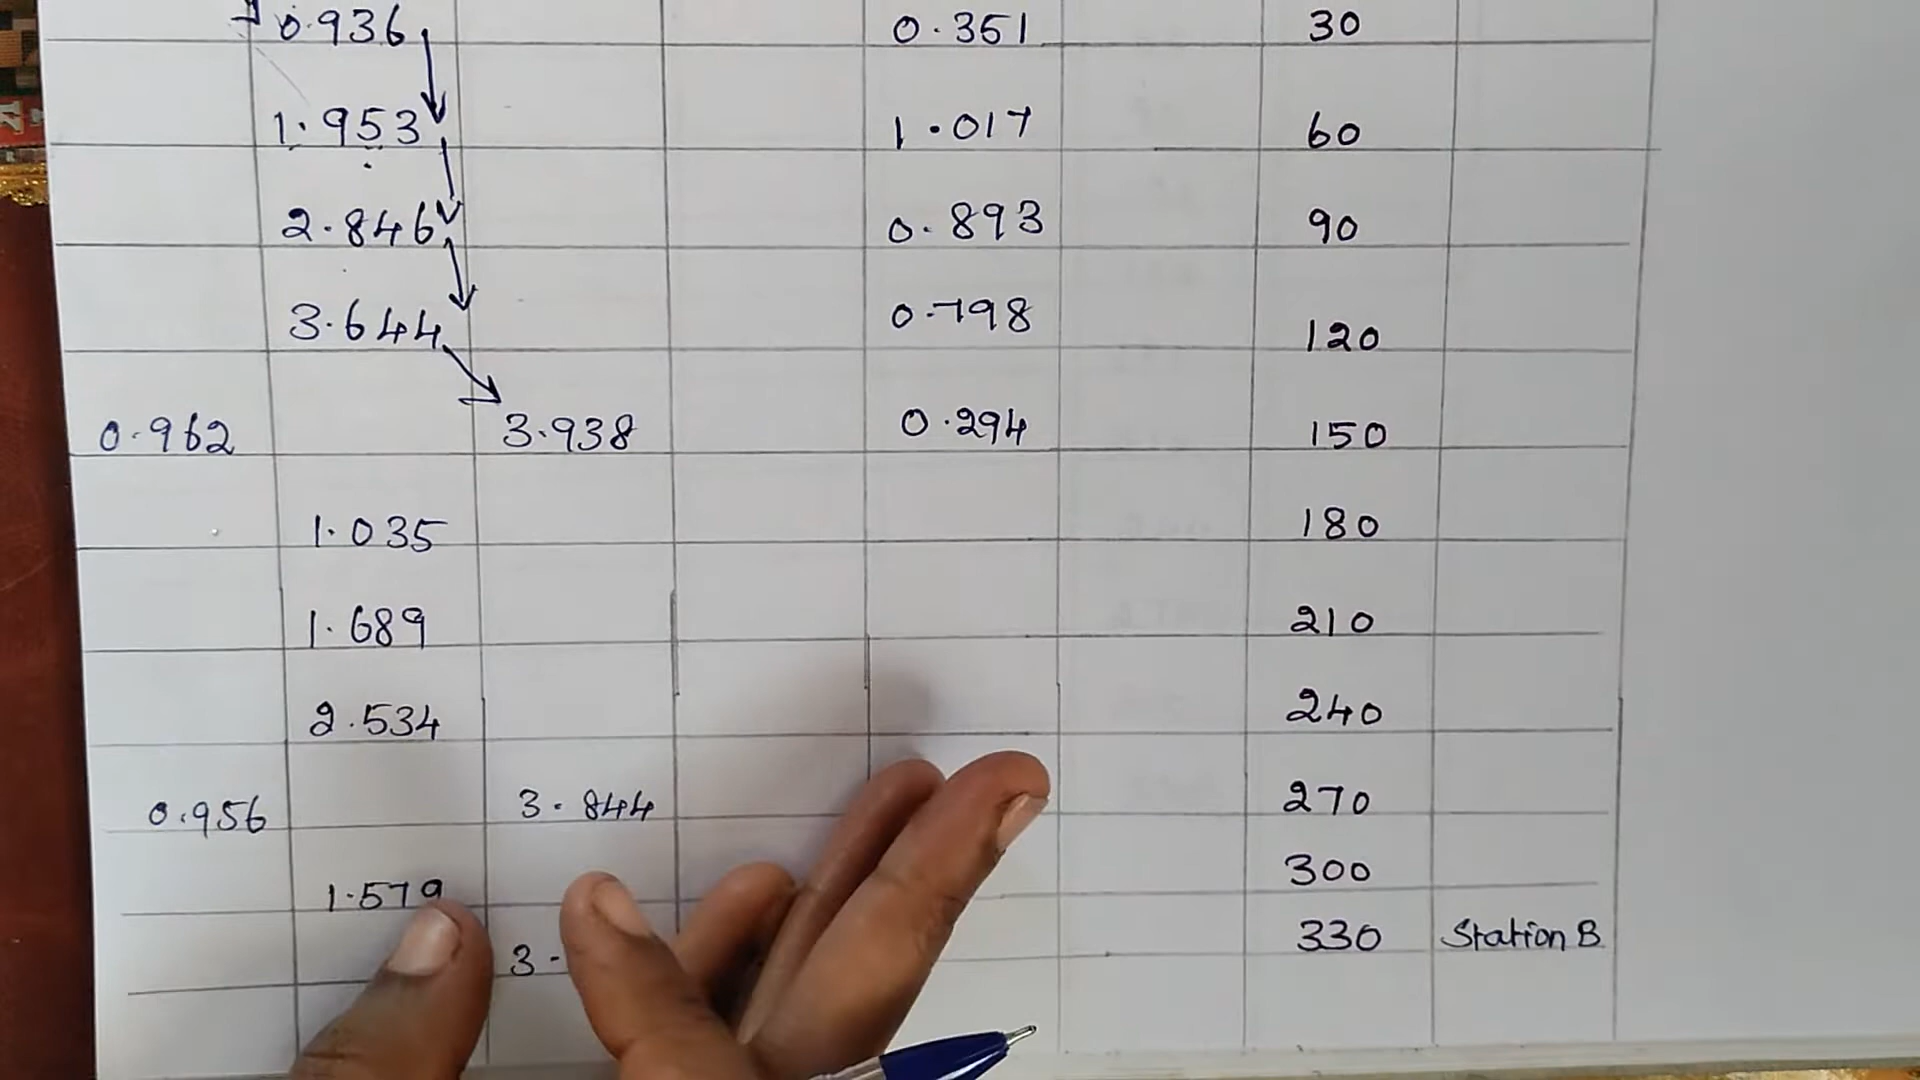 0.936 0.351 30
1.953 1.017 60
2.846 0.893 90
3.644 0.798 120
0.962 3.938 0.294 150
1.035 180
1.689 210
2.534 240
0.956 3.844 270
1.579 300
3. 330 Station B